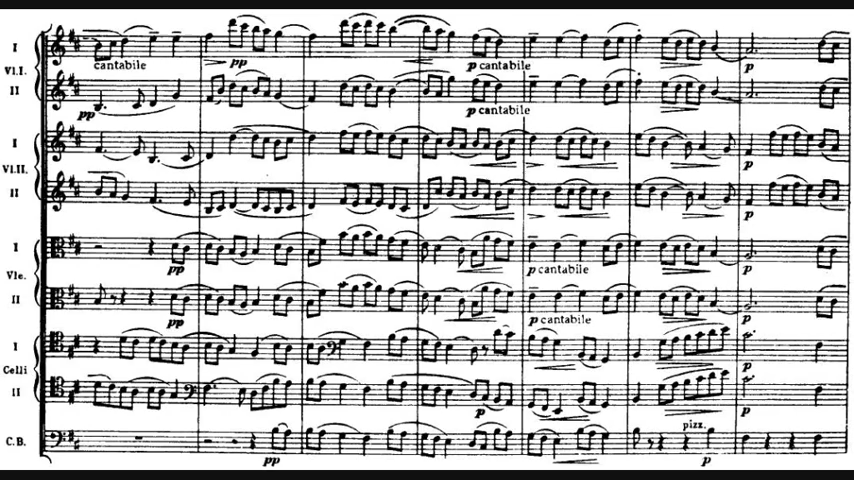 I
Vl.I.
cantabile
pp
p cantabile
p
II
pp
p cantabile
I
Vl.II.
II
p
I
Vle.
pp
p cantabile
p
II
pp
p cantabile
p
I
Celli
p
II
p
p
C.B.
pizz.
pp
p